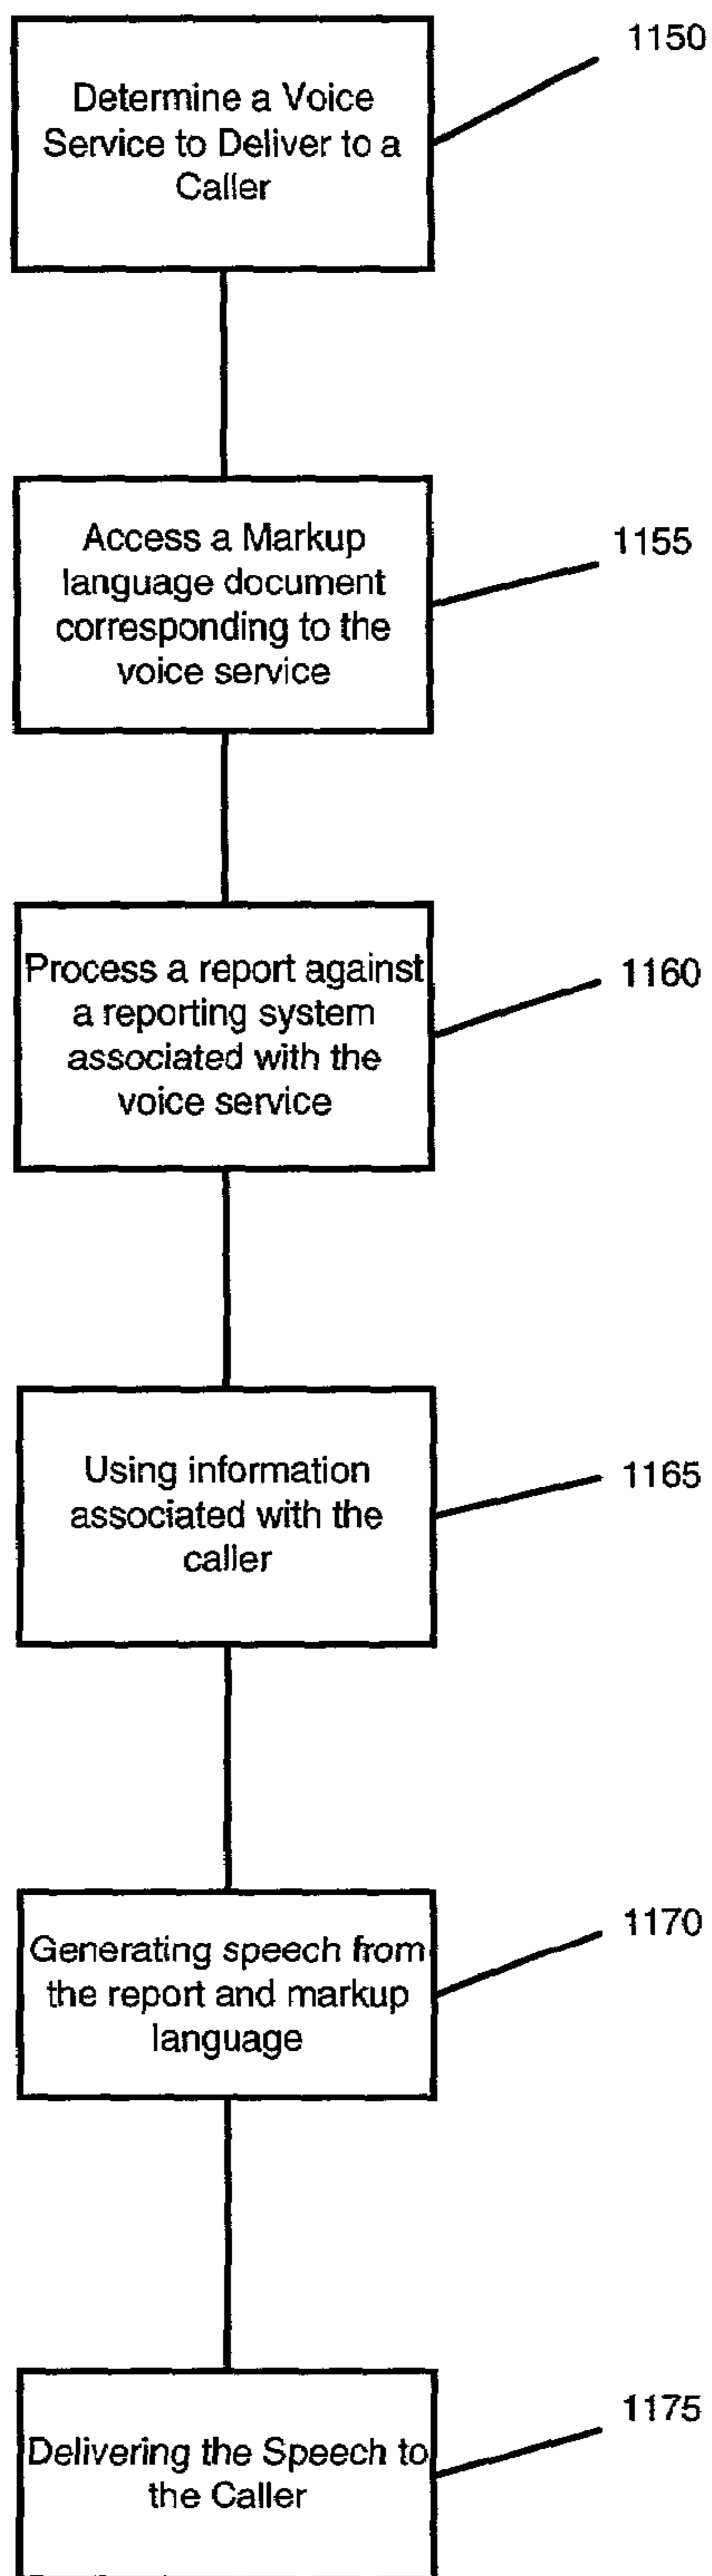 1150
Determine a Voice
Service to Deliver to a
Caller
1155
Access a Markup
language document
corresponding to the
voice service
1160
Process a report against
a reporting system
associated with the
voice service
1165
Using information
associated with the
caller
1170
Generating speech from
the report and markup
language
1175
Delivering the Speech to
the Caller